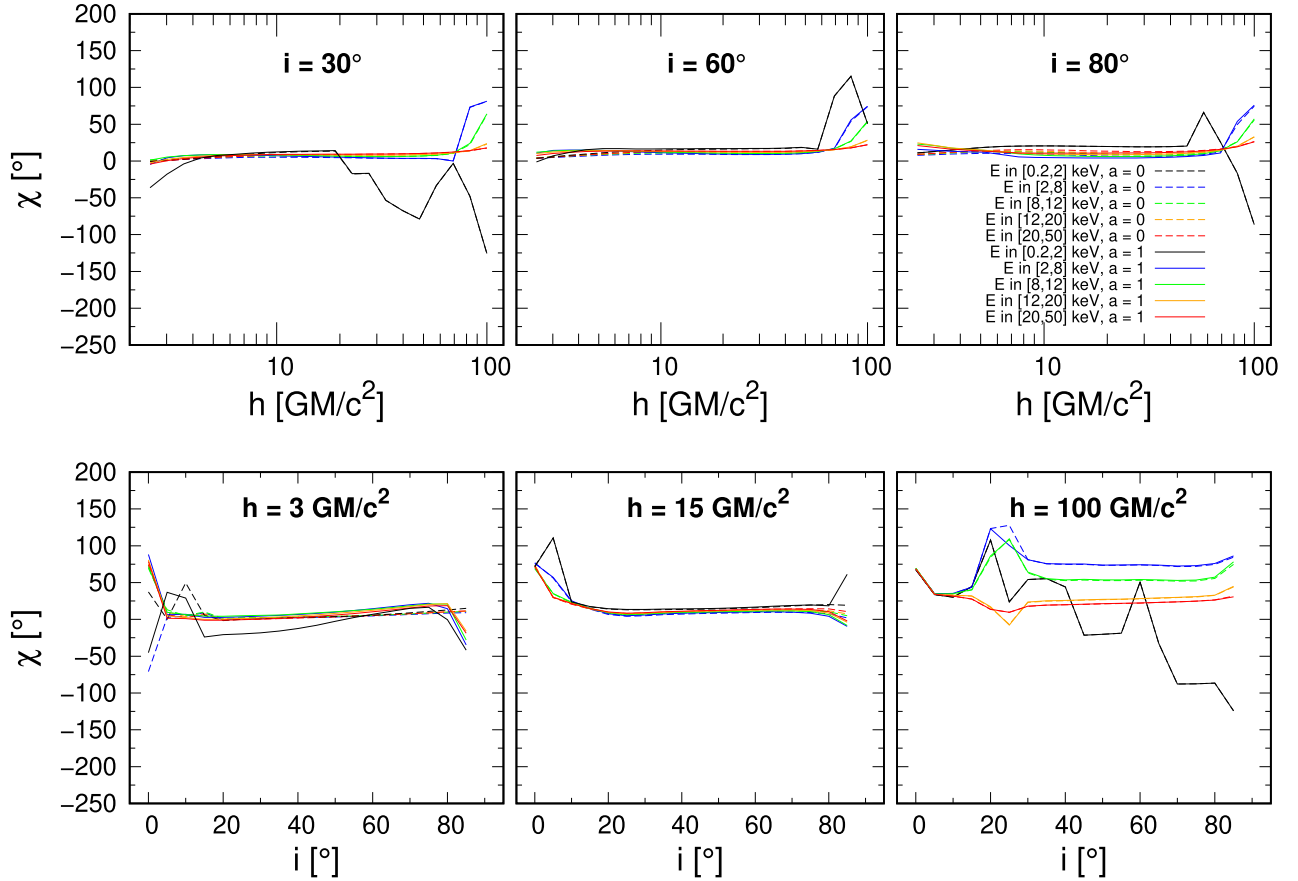 200
150
100
50
0
−50
−100
−150
−200
−250
χ [°]
i = 30°
10
100
h [GM/c²]
i = 60°
10
100
h [GM/c²]
i = 80°
E in [0.2,2] keV, a = 0
E in [2,8] keV, a = 0
E in [8,12] keV, a = 0
E in [12,20] keV, a = 0
E in [20,50] keV, a = 0
E in [0.2,2] keV, a = 1
E in [2,8] keV, a = 1
E in [8,12] keV, a = 1
E in [12,20] keV, a = 1
E in [20,50] keV, a = 1
10
100
h [GM/c²]
200
150
100
50
0
−50
−100
−150
−200
−250
χ [°]
h = 3 GM/c²
0 20 40 60 80
i [°]
h = 15 GM/c²
0 20 40 60 80
i [°]
h = 100 GM/c²
0 20 40 60 80
i [°]